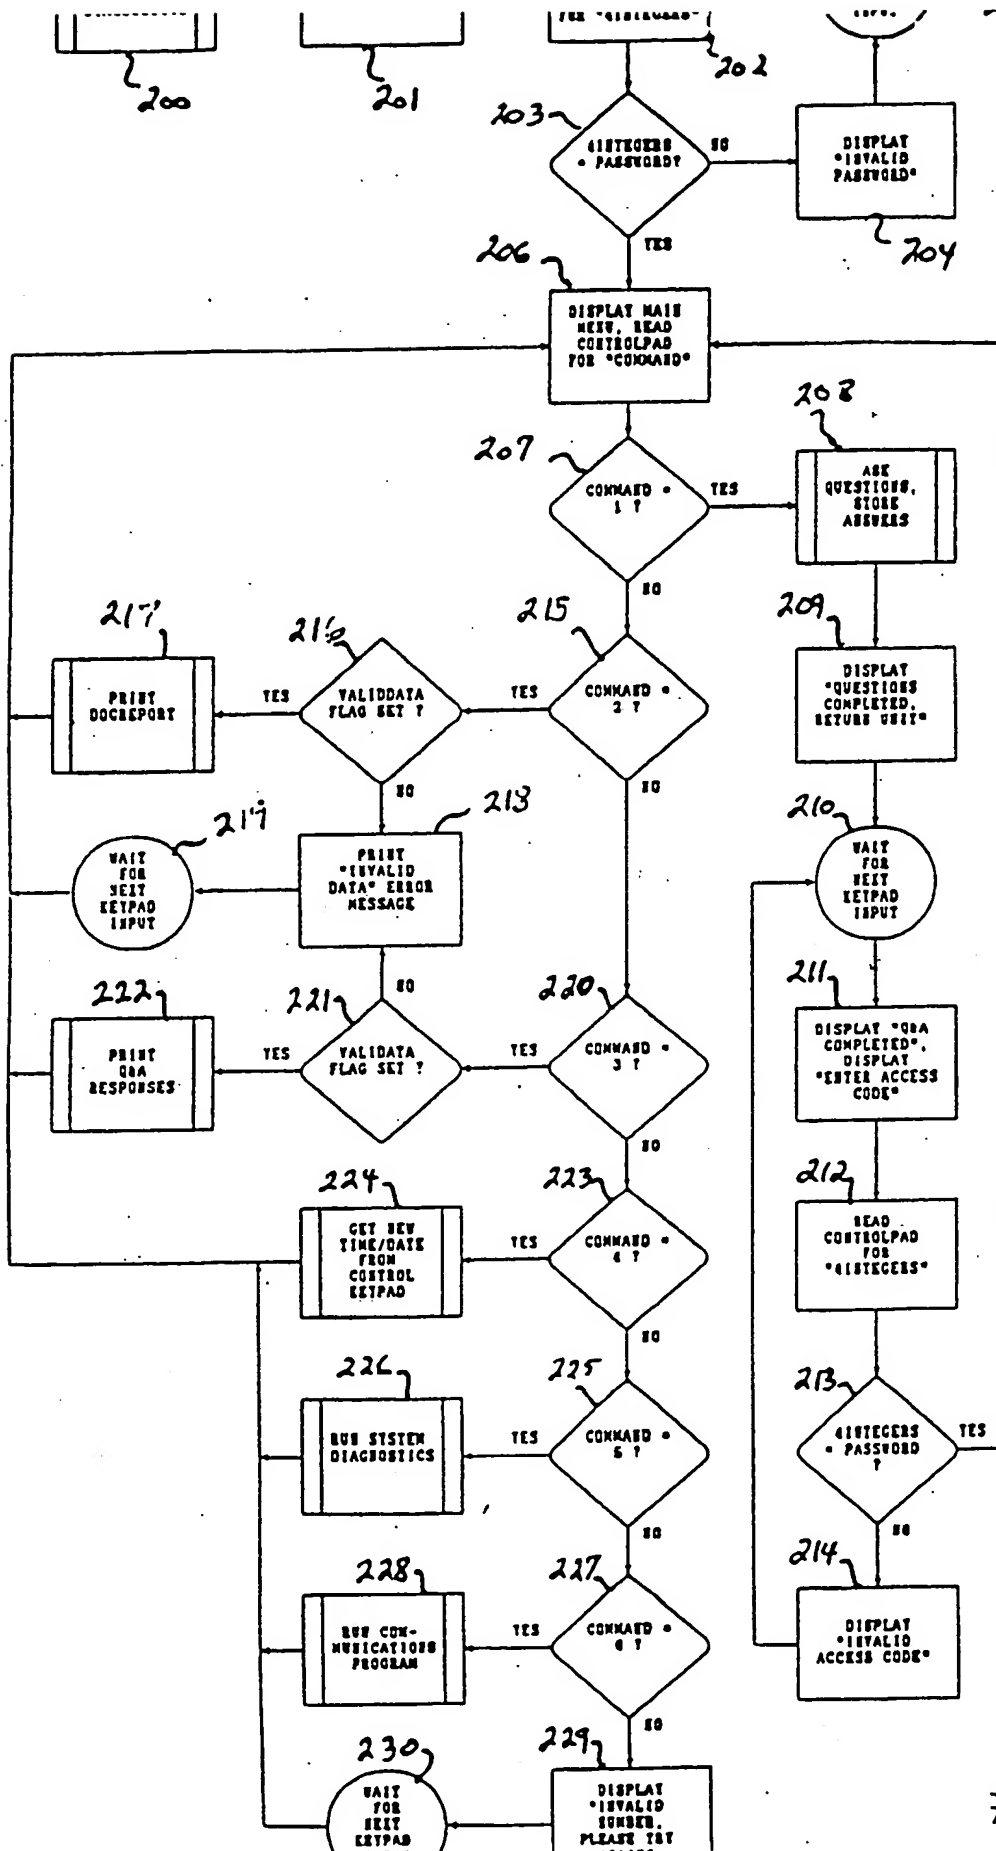 FOR "4INTEGERS"
INPUT
200
201
202
203
4INTEGERS
= PASSWORD?
NO
DISPLAY
"INVALID
PASSWORD"
204
YES
206
DISPLAY MAIN
MENU, READ
CONTROLPAD
FOR "COMMAND"
207
COMMAND =
1 ?
YES
208
ASK
QUESTIONS,
STORE
ANSWERS
NO
209
DISPLAY
"QUESTIONS
COMPLETED,
RETURN UNIT"
217
PRINT
DOCREPORT
YES
216
VALIDDATA
FLAG SET ?
YES
215
COMMAND =
2 ?
NO
NO
210
WAIT
FOR
NEXT
KEYPAD
INPUT
219
WAIT
FOR
NEXT
KEYPAD
INPUT
218
PRINT
"INVALID
DATA" ERROR
MESSAGE
NO
211
DISPLAY "Q&A
COMPLETED",
DISPLAY
"ENTER ACCESS
CODE"
222
PRINT
Q&A
RESPONSES
YES
221
VALIDATA
FLAG SET ?
YES
220
COMMAND =
3 ?
NO
212
READ
CONTROLPAD
FOR
"4INTEGERS"
224
GET NEW
TIME/DATE
FROM
CONTROL
KEYPAD
YES
223
COMMAND =
4 ?
NO
213
4INTEGERS
= PASSWORD
?
YES
NO
226
RUN SYSTEM
DIAGNOSTICS
YES
225
COMMAND =
5 ?
NO
214
DISPLAY
"INVALID
ACCESS CODE"
228
RUN COM-
MUNICATIONS
PROGRAM
YES
227
COMMAND =
6 ?
NO
230
WAIT
FOR
NEXT
KEYPAD
229
DISPLAY
"INVALID
NUMBER,
PLEASE TRY